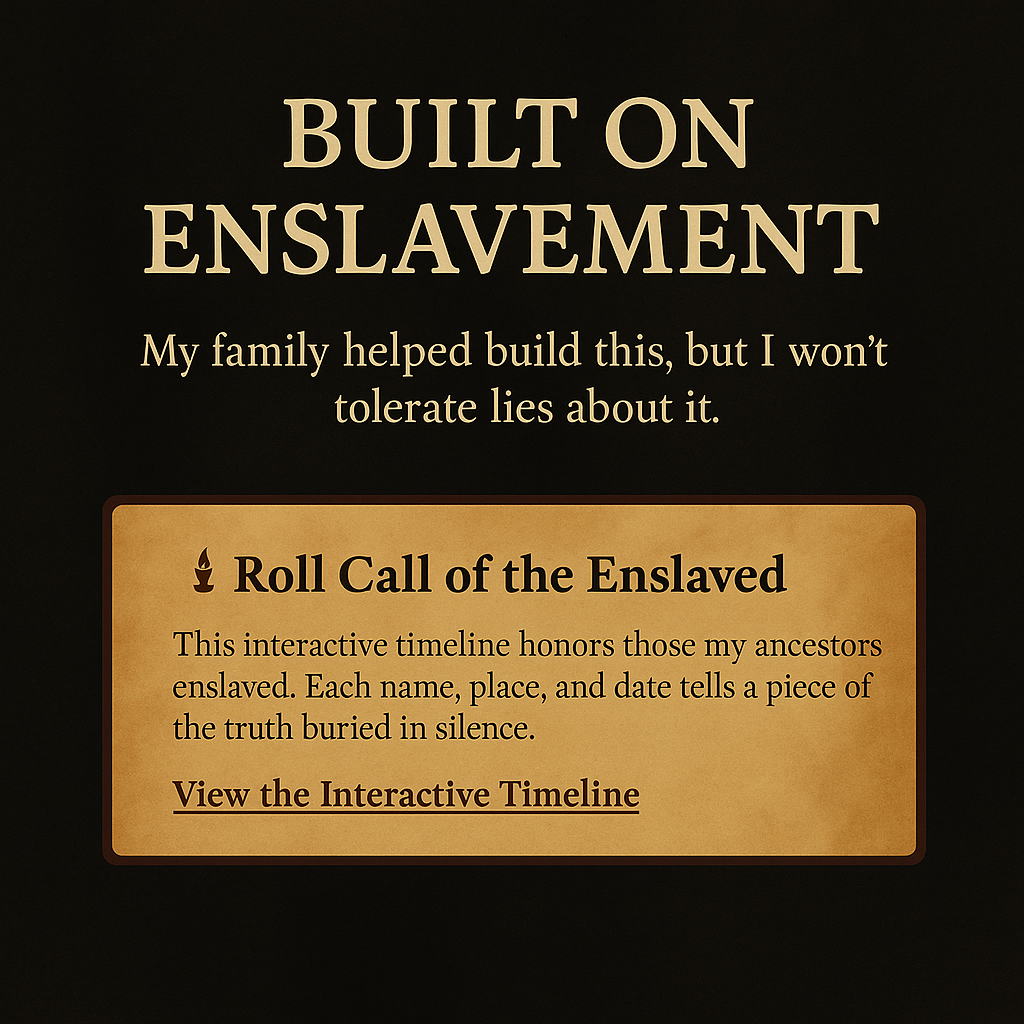 BUILT ON
ENSLAVEMENT
My family helped build this, but I won’t
tolerate lies about it.
Roll Call of the Enslaved
This interactive timeline honors those my ancestors
enslaved. Each name, place, and date tells a piece of
the truth buried in silence.
View the Interactive Timeline